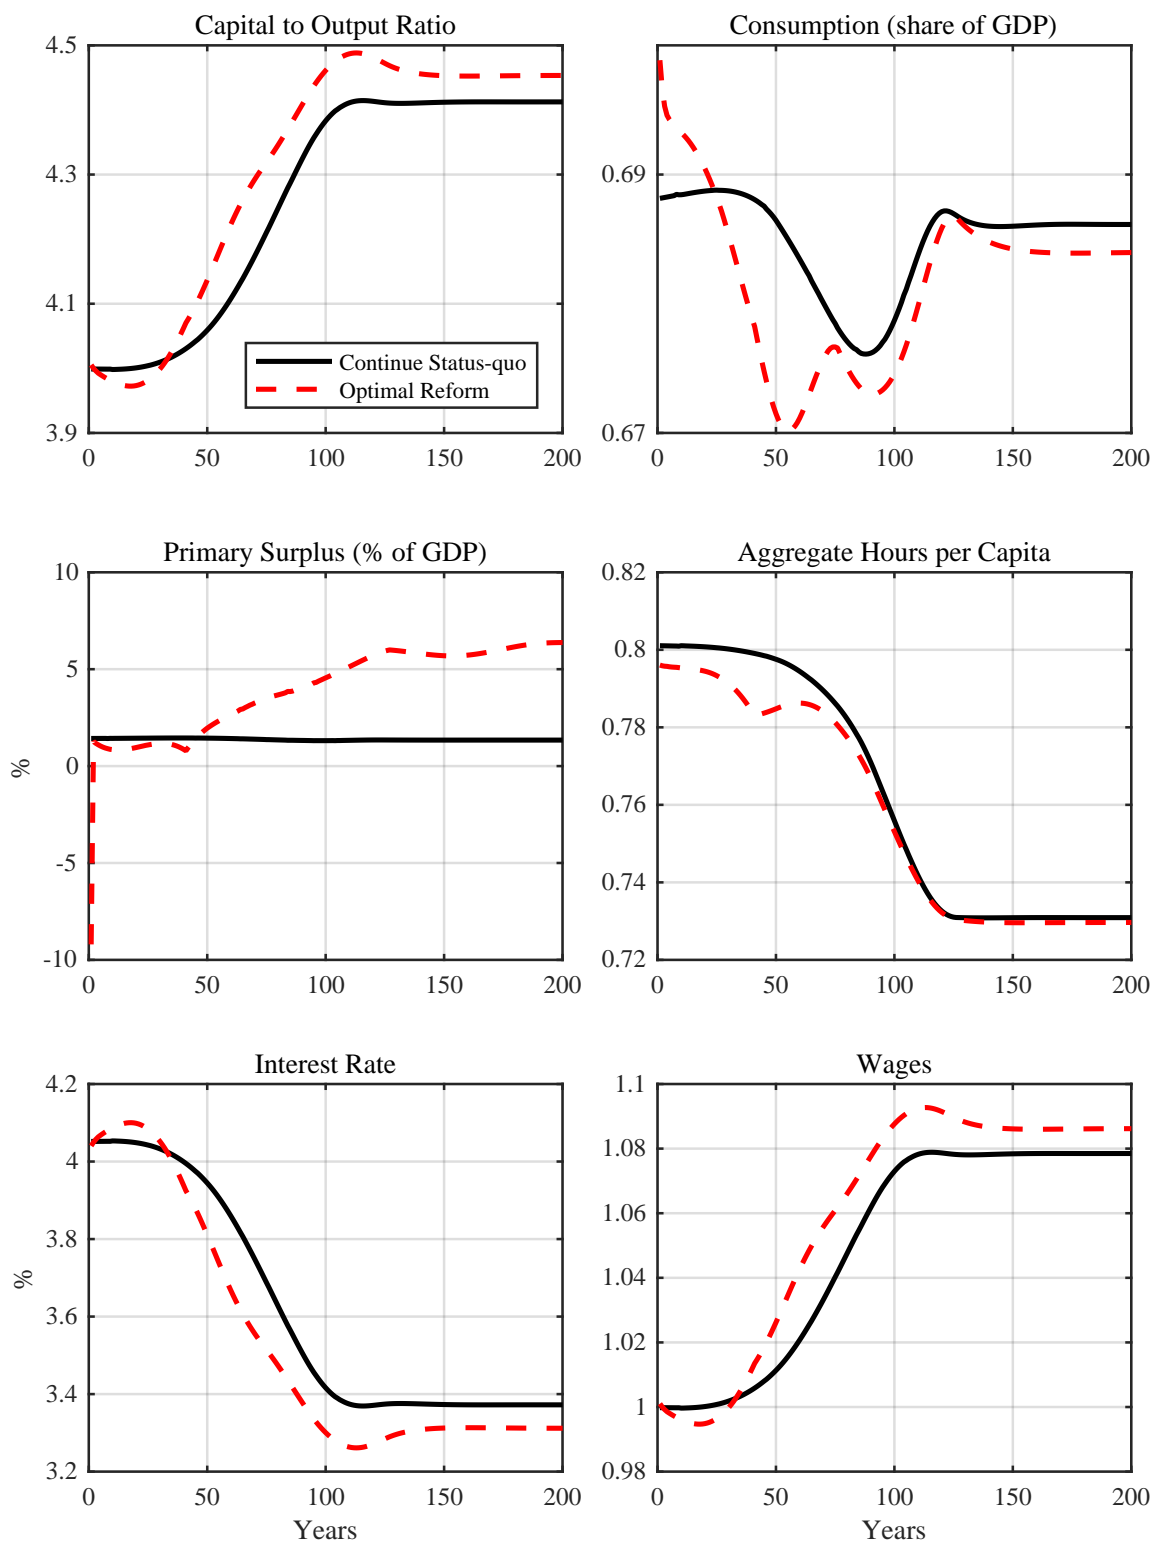 Capital to Output Ratio
4.5
4.3
4.1
3.9
0 50 100 150 200
Continue Status-quo
Optimal Reform
Consumption (share of GDP)
0.69
0.67
0 50 100 150 200
Primary Surplus (% of GDP)
10
5
0
-5
-10
%
0 50 100 150 200
Aggregate Hours per Capita
0.82
0.8
0.78
0.76
0.74
0.72
0 50 100 150 200
Interest Rate
4.2
4
3.8
3.6
3.4
3.2
%
0 50 100 150 200
Years
Wages
1.1
1.08
1.06
1.04
1.02
1
0.98
0 50 100 150 200
Years